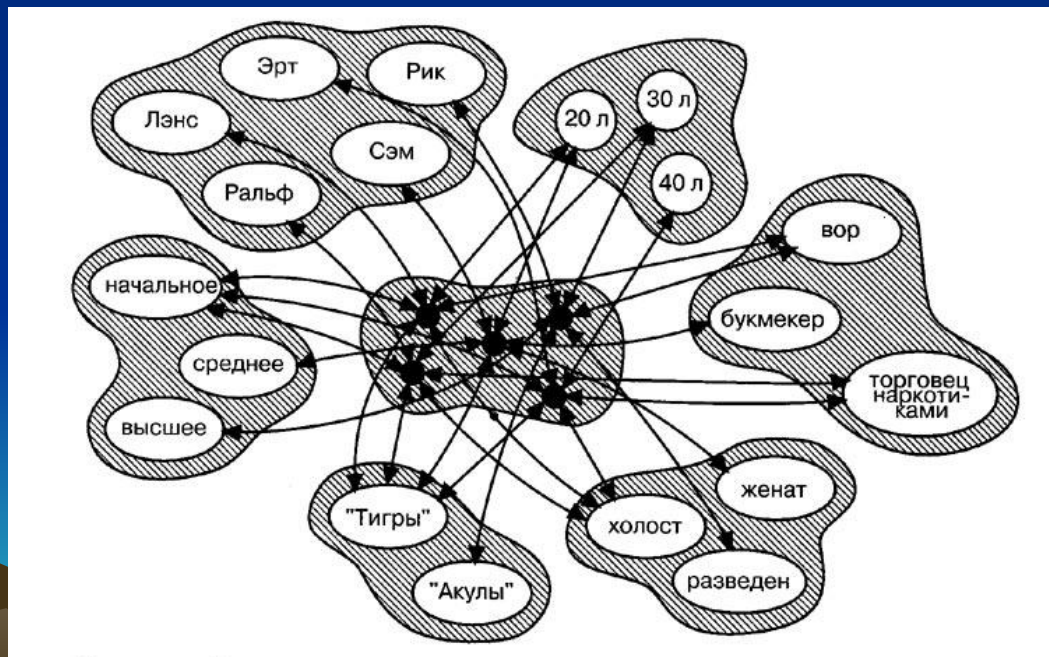 Эрт
Рик
Лэнс
Сэм
Ральф
20 л
30 л
40 л
вор
букмекер
торговец
наркоти-
ками
начальное
среднее
высшее
"Тигры"
"Акулы"
холост
женат
разведен